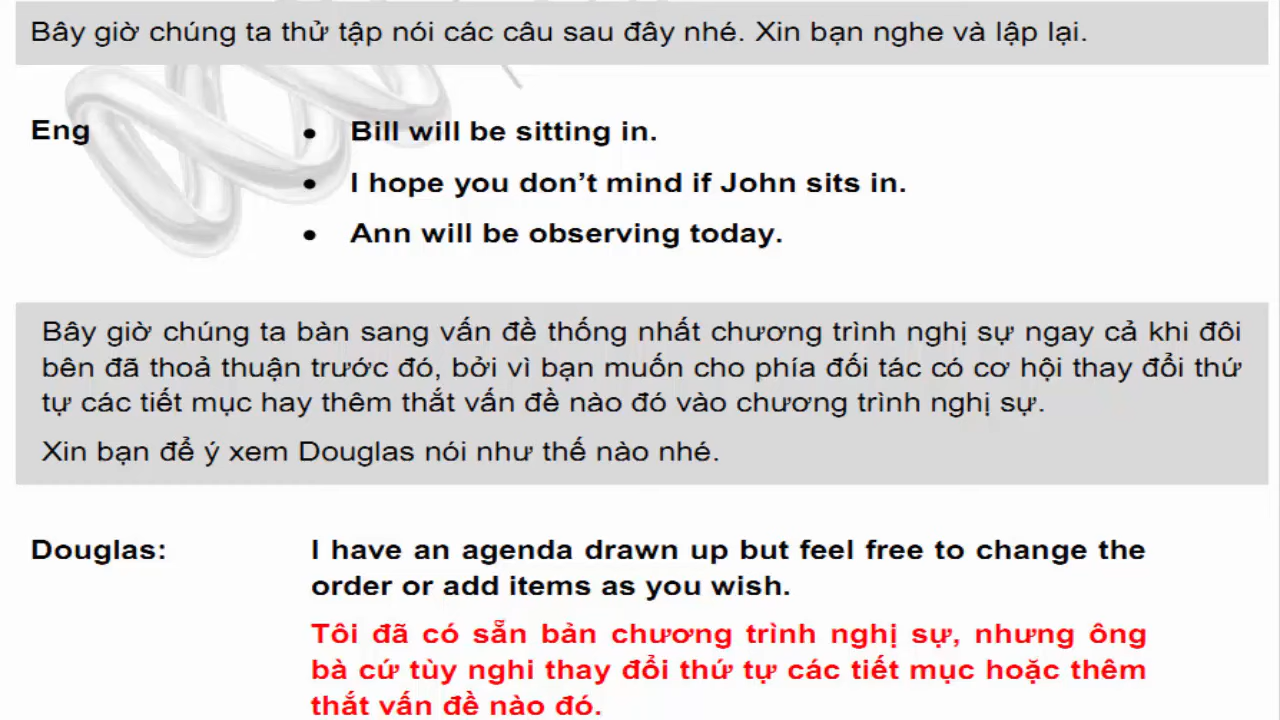 Bây giờ chúng ta thử tập nói các câu sau đây nhé. Xin bạn nghe và lập lại.
Eng • Bill will be sitting in.
• I hope you don’t mind if John sits in.
• Ann will be observing today.
Bây giờ chúng ta bàn sang vấn đề thống nhất chương trình nghị sự ngay cả khi đôi
bên đã thoả thuận trước đó, bởi vì bạn muốn cho phía đối tác có cơ hội thay đổi thứ
tự các tiết mục hay thêm thắt vấn đề nào đó vào chương trình nghị sự.
Xin bạn để ý xem Douglas nói như thế nào nhé.
Douglas: I have an agenda drawn up but feel free to change the
order or add items as you wish.
Tôi đã có sẵn bản chương trình nghị sự, nhưng ông
bà cứ tùy nghi thay đổi thứ tự các tiết mục hoặc thêm
thắt vấn đề nào đó.